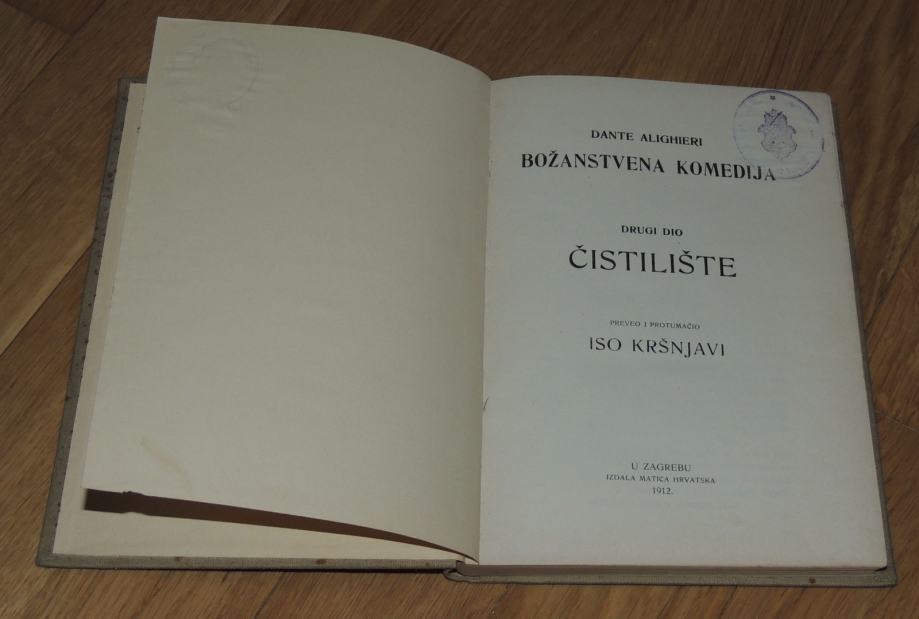 DANTE ALIGHIERI
BOŽANSTVENA KOMEDIJA
DRUGI DIO
ČISTILIŠTE
PREVEO I PROTUMAČIO
ISO KRŠNJAVI
U ZAGREBU
IZDALA MATICA HRVATSKA
1912.